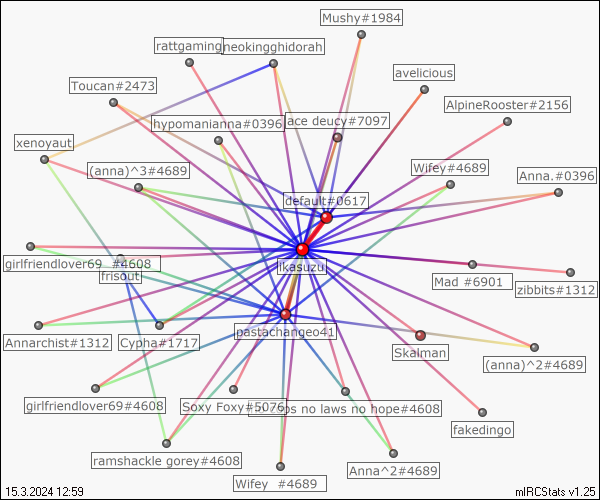 Mushy#1984
rattgaming
neokingghidorah
avelicious
Toucan#2473
AlpineRooster#2156
hypomanianna#0396
ace deucy#7097
xenoyaut
(anna)^3#4689
Wifey#4689
Anna.#0396
default#0617
girlfriendlover69 #4608
ikasuzu
frisout
Mad #6901
zibbits#1312
Annarchist#1312
Cypha#1717
pastachangeo41
Skalman
(anna)^2#4689
girlfriendlover69#4608
Soxy Foxy#5076
no laws no hope#4608
fakedingo
ramshackle gorey#4608
Anna^2#4689
Wifey #4689
15.3.2024 12:59
mIRCStats v1.25